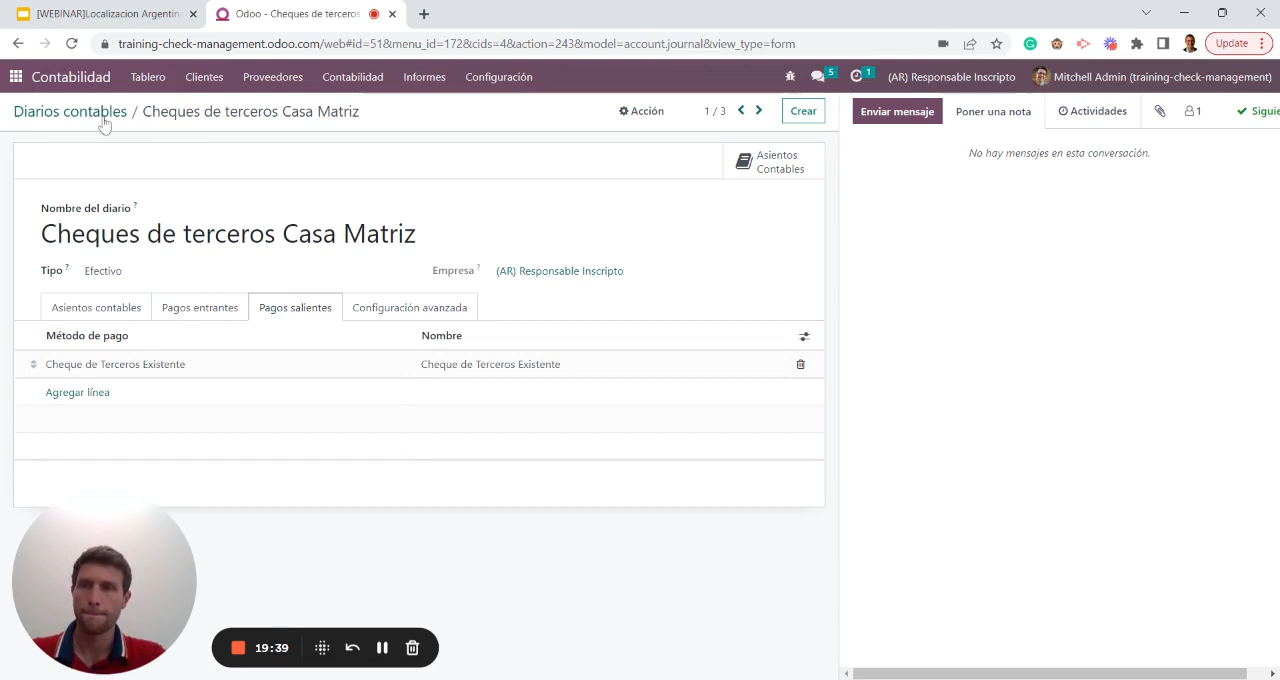 [WEBINAR]Localizacion Argentin
Odoo - Cheques de terceros
training-check-management.odoo.com/web#id=51&menu_id=172&cids=4&action=243&model=account.journal&view_type=form
Update
Contabilidad
Tablero
Clientes
Proveedores
Contabilidad
Informes
Configuración
5
1
(AR) Responsable Inscripto
Mitchell Admin (training-check-management)
Diarios contables / Cheques de terceros Casa Matriz
Acción
1 / 3
Crear
Enviar mensaje
Poner una nota
Actividades
1
Siguie
No hay mensajes en esta conversación.
Asientos
Contables
Nombre del diario ?
Cheques de terceros Casa Matriz
Tipo ? Efectivo
Empresa ? (AR) Responsable Inscripto
Asientos contables
Pagos entrantes
Pagos salientes
Configuración avanzada
Método de pago
Nombre
Cheque de Terceros Existente
Cheque de Terceros Existente
Agregar línea
19:39